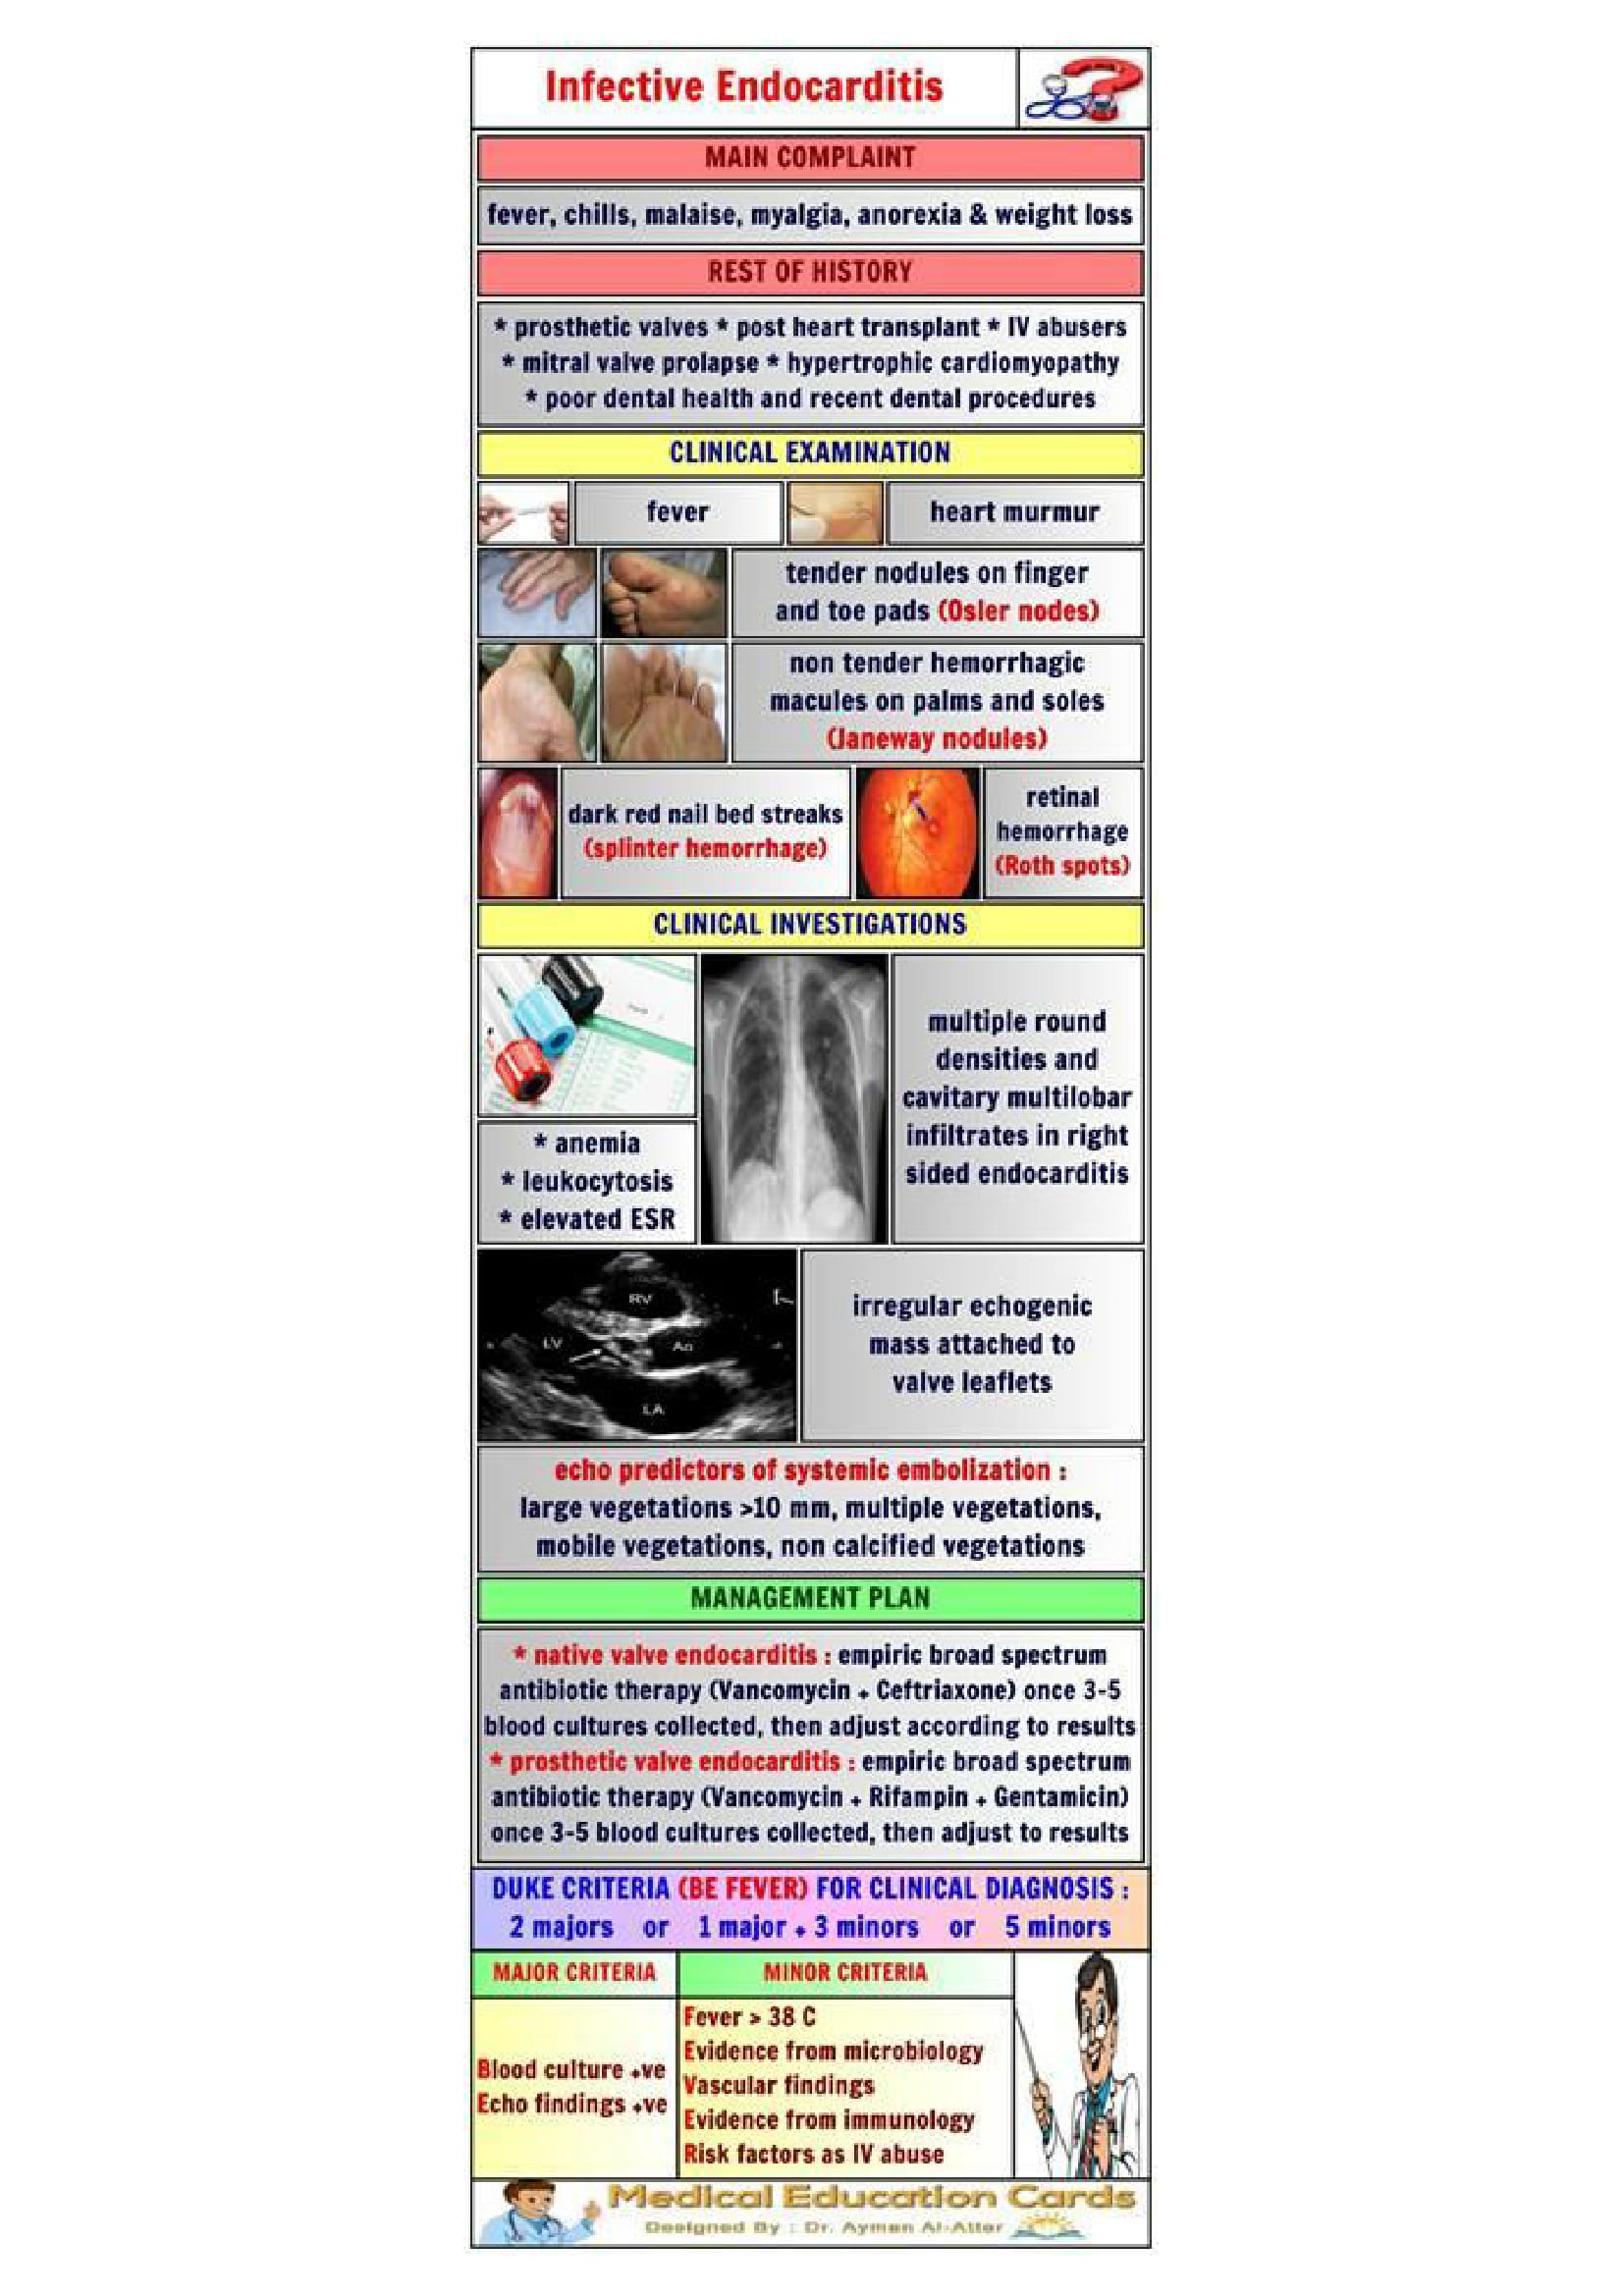 Infective Endocarditis
MAIN COMPLAINT
fever, chills, malaise, myalgia, anorexia & weight loss
REST OF HISTORY
* prosthetic valves * post heart transplant * IV abusers
* mitral valve prolapse * hypertrophic cardiomyopathy
* poor dental health and recent dental procedures
CLINICAL EXAMINATION
fever
heart murmur
tender nodules on finger
and toe pads (Osler nodes)
non tender hemorrhagic
macules on palms and soles
(Janeway nodules)
dark red nail bed streaks
(splinter hemorrhage)
retinal
hemorrhage
(Roth spots)
CLINICAL INVESTIGATIONS
* anemia
* leukocytosis
* elevated ESR
multiple round
densities and
cavitary multilobar
infiltrates in right
sided endocarditis
RV
LV
Ao
LA
irregular echogenic
mass attached to
valve leaflets
echo predictors of systemic embolization :
large vegetations >10 mm, multiple vegetations,
mobile vegetations, non calcified vegetations
MANAGEMENT PLAN
* native valve endocarditis : empiric broad spectrum
antibiotic therapy (Vancomycin + Ceftriaxone) once 3-5
blood cultures collected, then adjust according to results
* prosthetic valve endocarditis : empiric broad spectrum
antibiotic therapy (Vancomycin + Rifampin + Gentamicin)
once 3-5 blood cultures collected, then adjust to results
DUKE CRITERIA (BE FEVER) FOR CLINICAL DIAGNOSIS :
2 majors or 1 major + 3 minors or 5 minors
MAJOR CRITERIA
Blood culture +ve
Echo findings +ve
MINOR CRITERIA
Fever > 38 C
Evidence from microbiology
Vascular findings
Evidence from immunology
Risk factors as IV abuse
Medical Education Cards
Designed By : Dr. Ayman Al-Attar